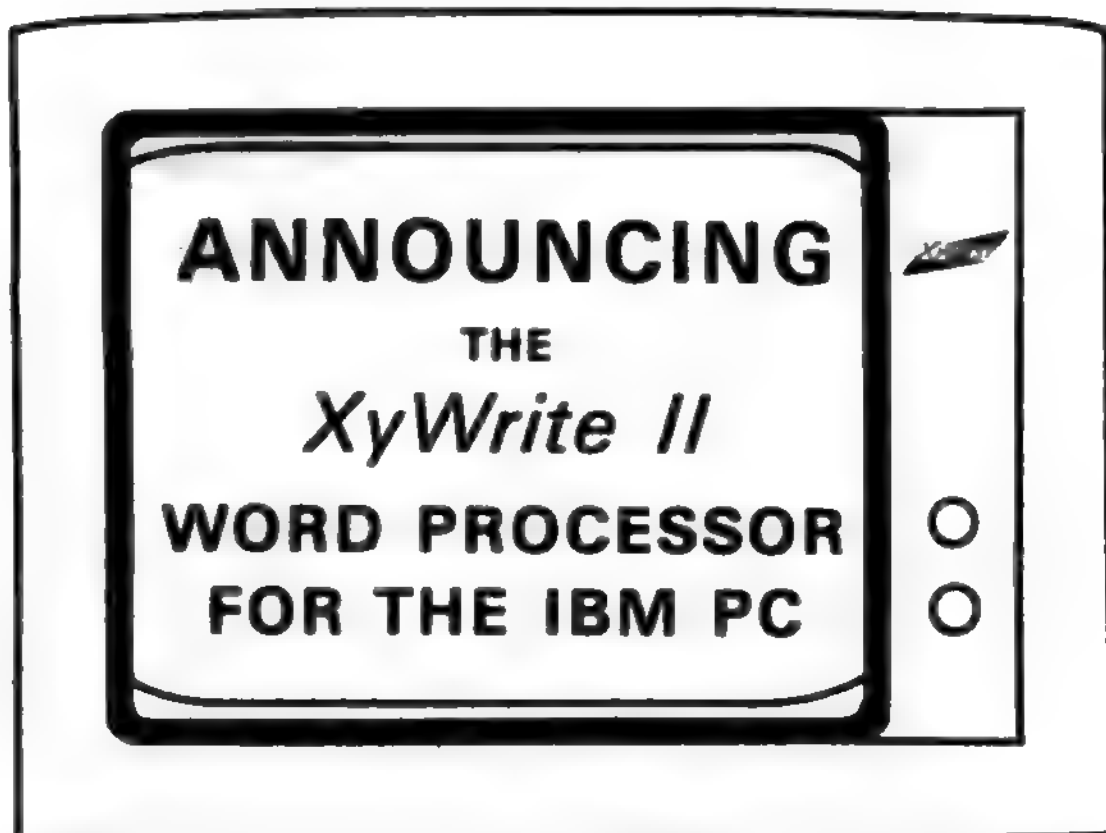 ANNOUNCING
THE
XyWrite II
WORD PROCESSOR
FOR THE IBM PC